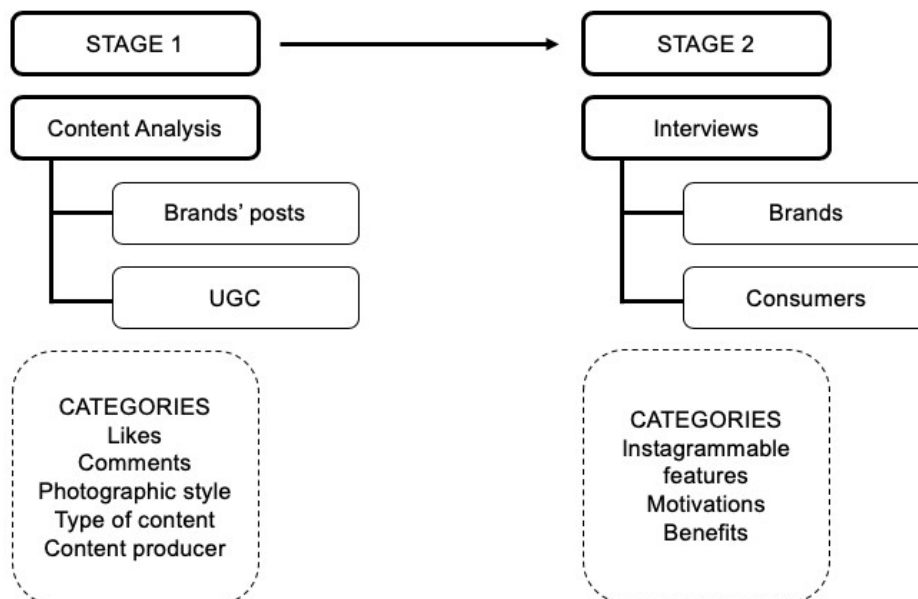 STAGE 1
STAGE 2
Content Analysis
Interviews
Brands’ posts
Brands
UGC
Consumers
CATEGORIES
Likes
Comments
Photographic style
Type of content
Content producer
CATEGORIES
Instagrammable
features
Motivations
Benefits